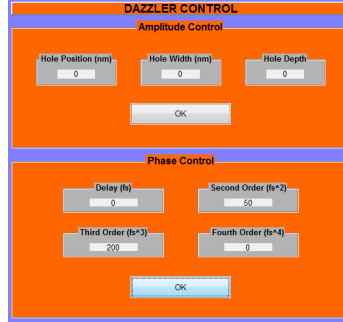 DAZZLER CONTROL
Amplitude Control
Hole Position (nm) Hole Width (nm) Hole Depth
0 0 0
OK
Phase Control
Delay (fs) Second Order (fs^2)
0 50
Third Order (fs^3) Fourth Order (fs^4)
200 0
OK